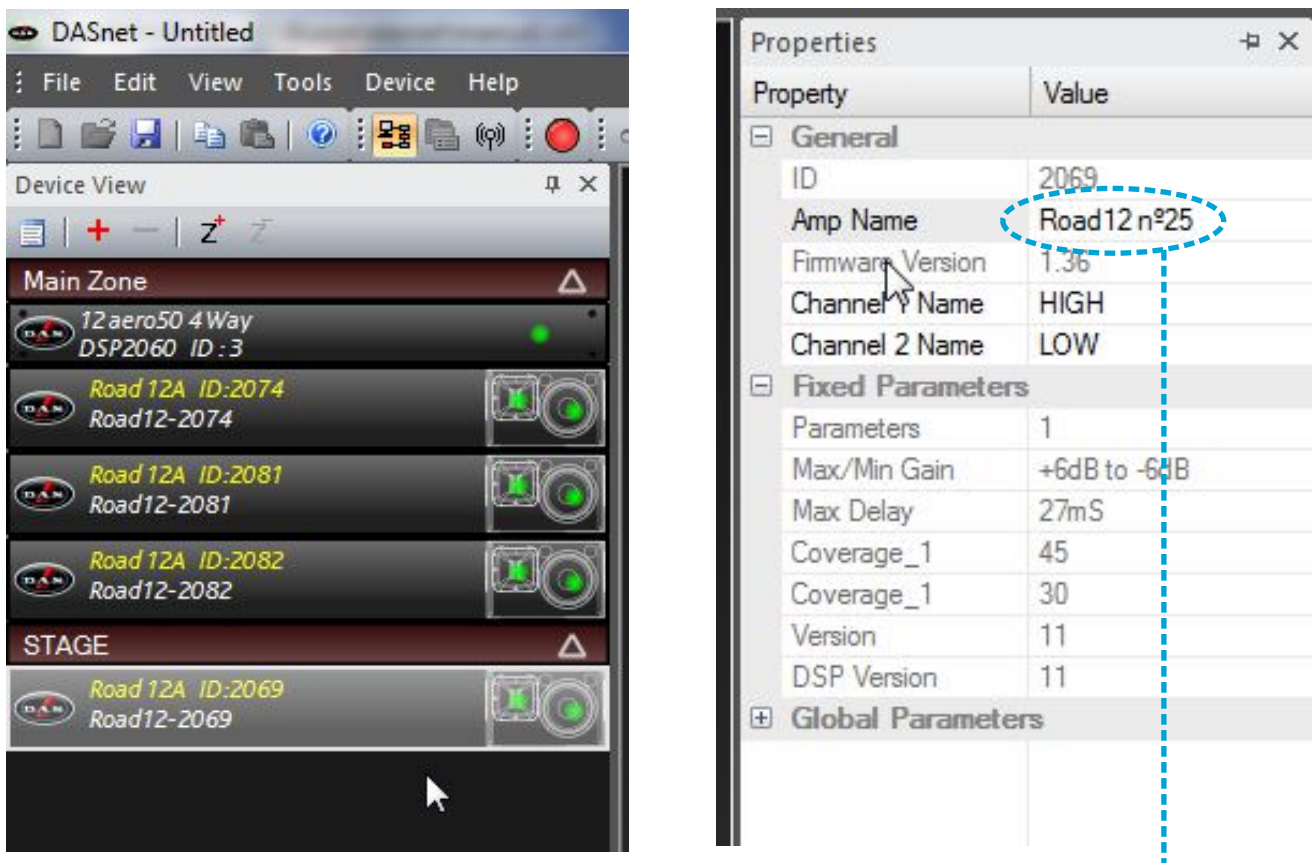 DASnet - Untitled
File Edit View Tools Device Help
Device View
Main Zone
12 aero50 4 Way
DSP2060 ID : 3
Road 12A ID:2074
Road12-2074
Road 12A ID:2081
Road12-2081
Road 12A ID:2082
Road12-2082
STAGE
Road 12A ID:2069
Road12-2069
Properties
Property Value
General
ID 2069
Amp Name Road12 nº25
Firmware Version 1.36
Channel 1 Name HIGH
Channel 2 Name LOW
Fixed Parameters
Parameters 1
Max/Min Gain +6dB to -6dB
Max Delay 27mS
Coverage_1 45
Coverage_1 30
Version 11
DSP Version 11
Global Parameters